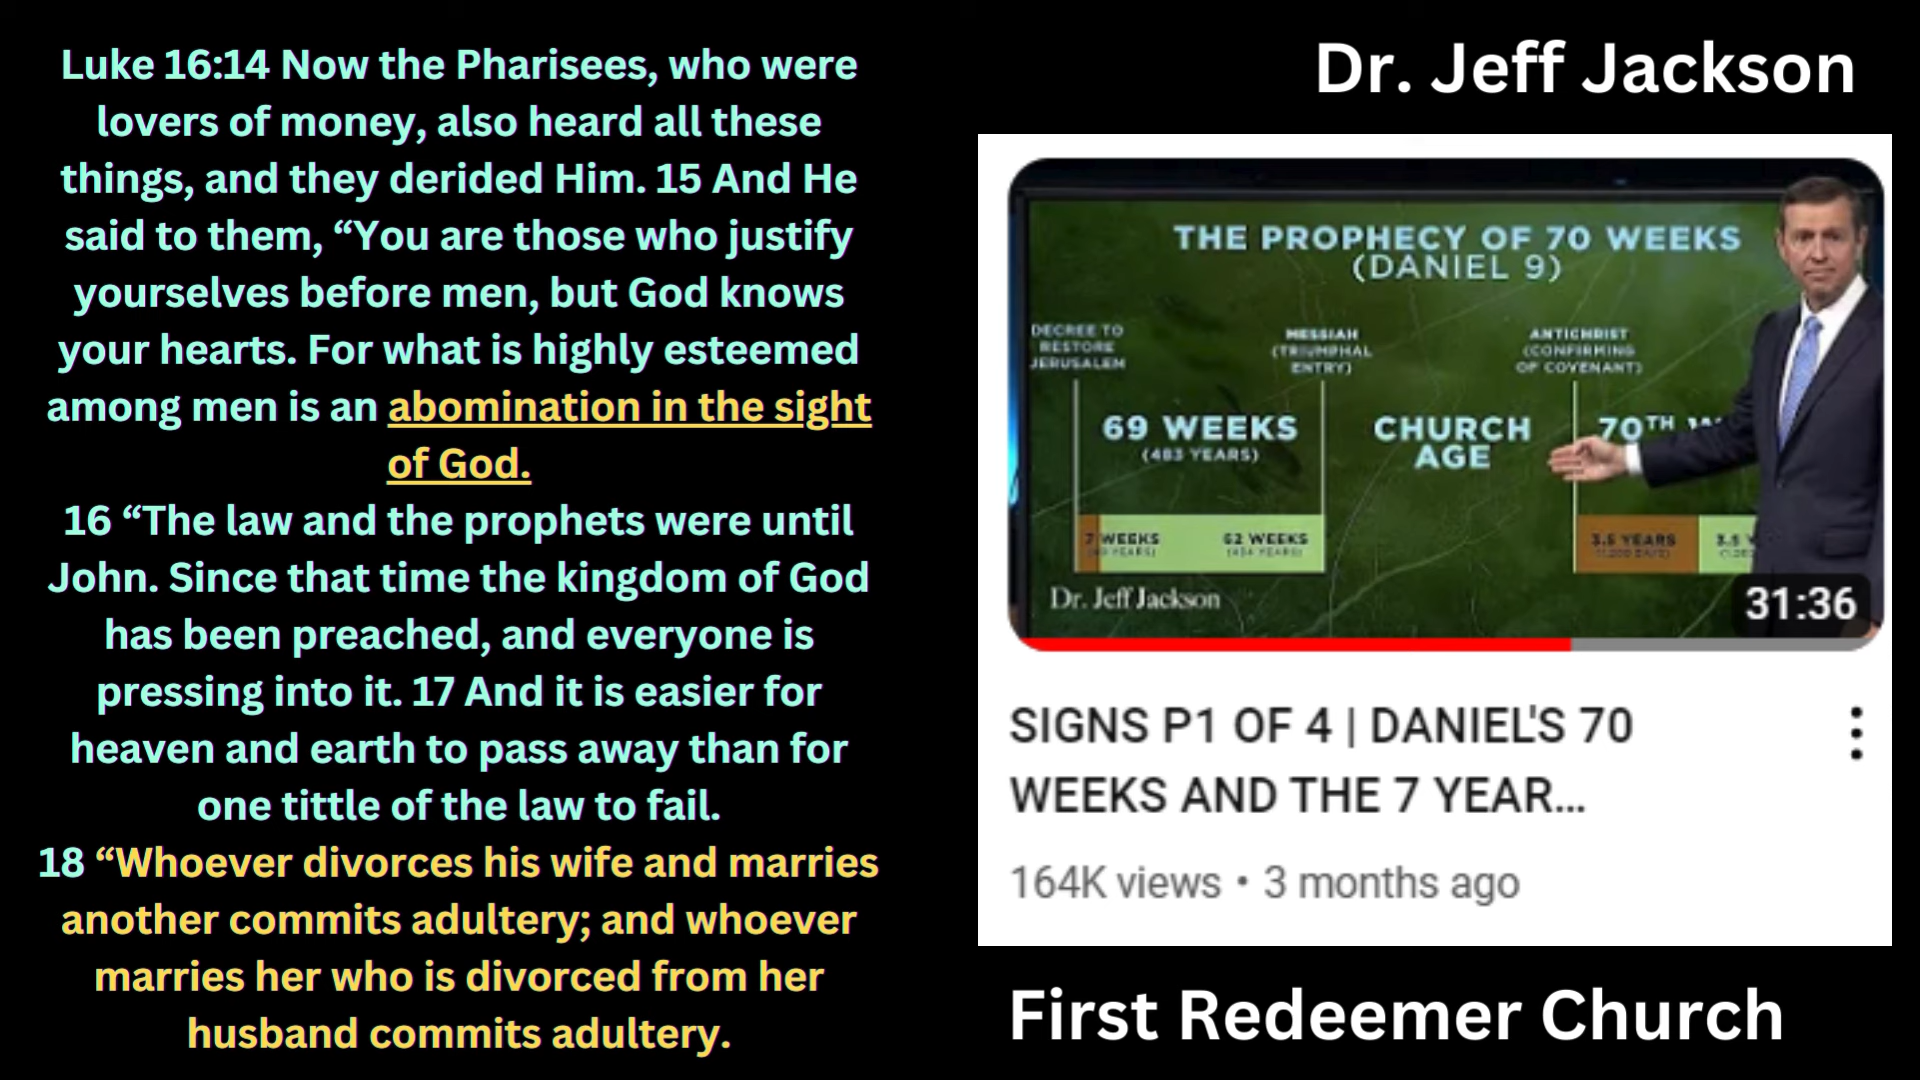 Luke 16:14 Now the Pharisees, who were
lovers of money, also heard all these
things, and they derided Him. 15 And He
said to them, “You are those who justify
yourselves before men, but God knows
your hearts. For what is highly esteemed
among men is an abomination in the sight
of God.
16 “The law and the prophets were until
John. Since that time the kingdom of God
has been preached, and everyone is
pressing into it. 17 And it is easier for
heaven and earth to pass away than for
one tittle of the law to fail.
18 “Whoever divorces his wife and marries
another commits adultery; and whoever
marries her who is divorced from her
husband commits adultery.
Dr. Jeff Jackson
THE PROPHECY OF 70 WEEKS
(DANIEL 9)
DECREE TO
RESTORE
JERUSALEM
MESSIAH
(TRIUMPHAL
ENTRY)
ANTICHRIST
(CONFIRMING
OF COVENANT)
69 WEEKS
(483 YEARS)
CHURCH
AGE
70TH
7 WEEKS
62 WEEKS
3.5 YEARS
3.5
Dr. Jeff Jackson
31:36
SIGNS P1 OF 4 | DANIEL'S 70
WEEKS AND THE 7 YEAR...
164K views • 3 months ago
First Redeemer Church